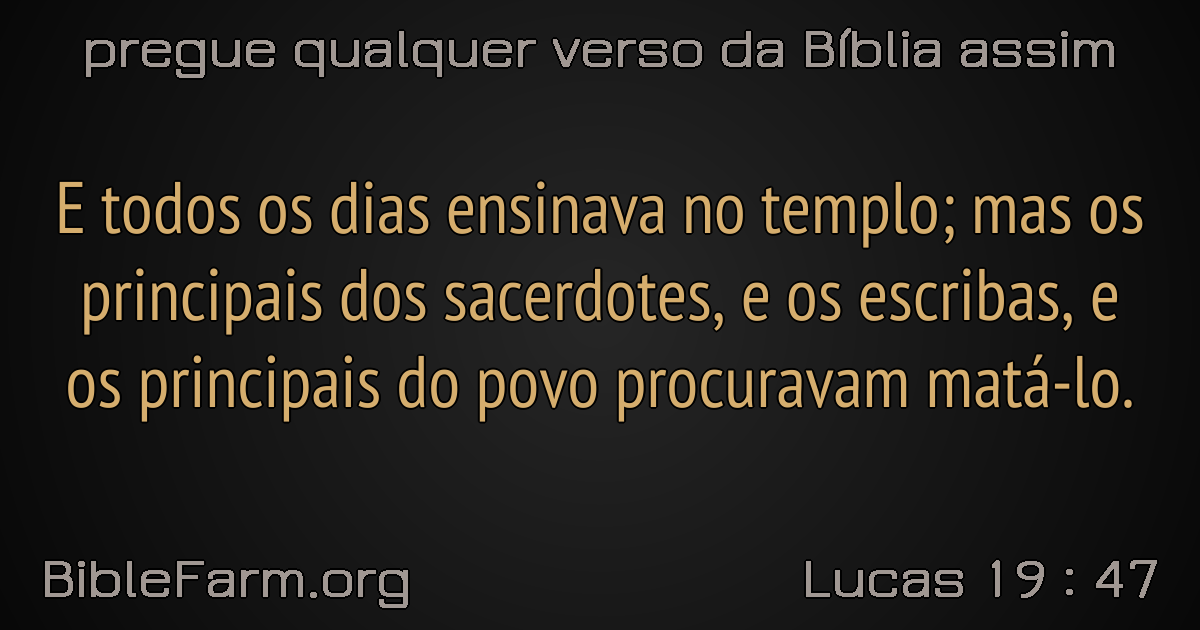 pregue qualquer verso da Bíblia assim
E todos os dias ensinava no templo; mas os
principais dos sacerdotes, e os escribas, e
os principais do povo procuravam matá-lo.
BibleFarm.org
Lucas 19 : 47